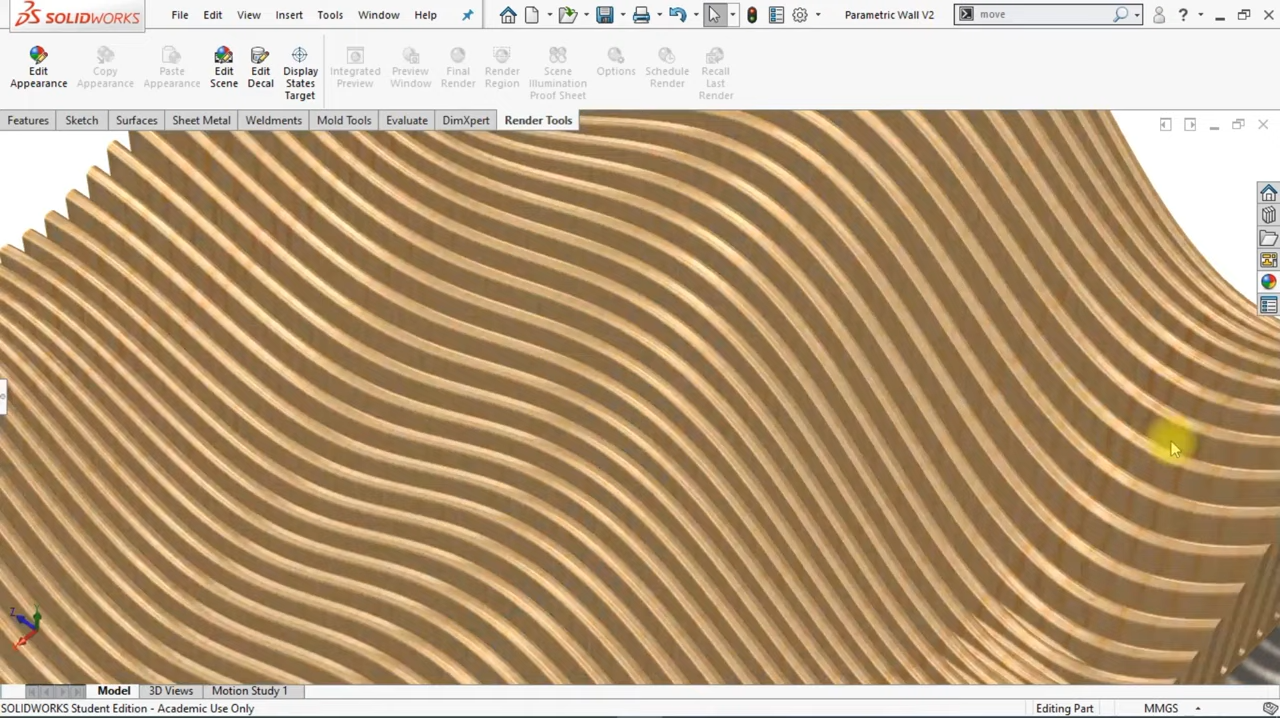 SOLIDWORKS
File Edit View Insert Tools Window Help
Parametric Wall V2
move
Edit Appearance
Copy Appearance
Paste Appearance
Edit Scene
Edit Decal
Display States Target
Integrated Preview
Preview Window
Final Render
Render Region
Scene Illumination Proof Sheet
Options
Schedule Render
Recall Last Render
Features Sketch Surfaces Sheet Metal Weldments Mold Tools Evaluate DimXpert Render Tools
Z
Model 3D Views Motion Study 1
SOLIDWORKS Student Edition - Academic Use Only
Editing Part MMGS